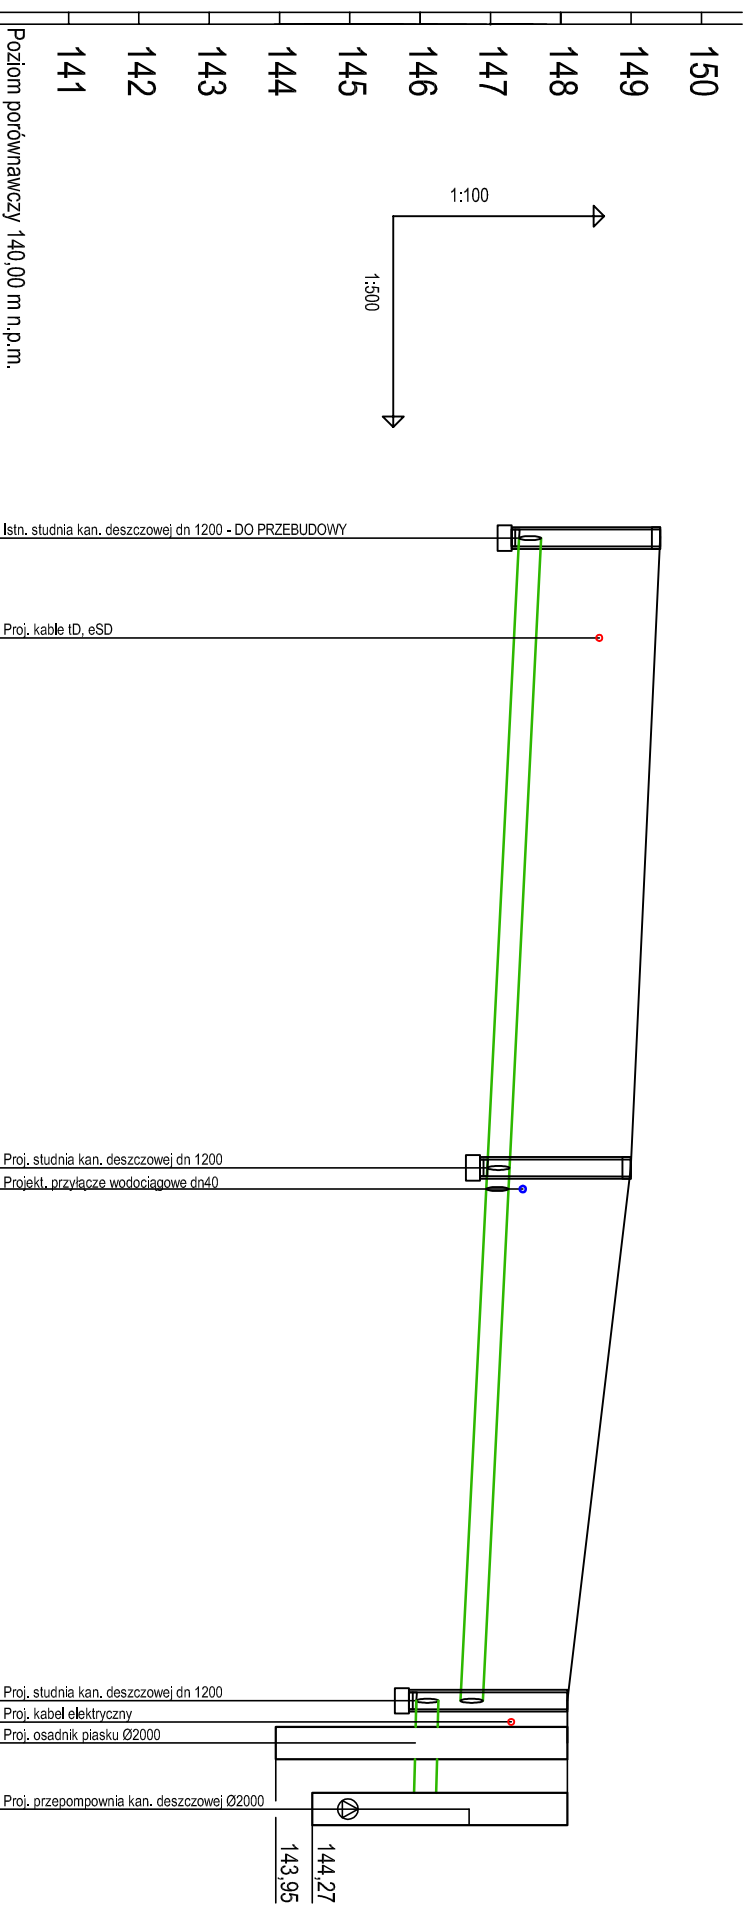 150
149
148
147
146
145
144
143
142
141
Poziom porównawczy 140,00 m n.p.m.
1:100
1:500
Istn. studnia kan. deszczowej dn 1200 - DO PRZEBUDOWY
Proj. kable tD, eSD
Proj. studnia kan. deszczowej dn 1200
Projekt. przyłącze wodociągowe dn40
Proj. studnia kan. deszczowej dn 1200
Proj. kabel elektryczny
Proj. osadnik piasku Ø2000
Proj. przepompownia kan. deszczowej Ø2000
144,27
143,95